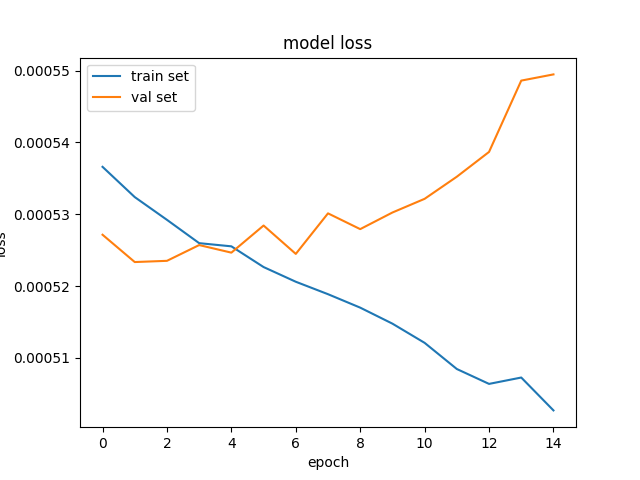 model loss
train set
val set
0.00055
0.00054
0.00053
0.00052
0.00051
loss
0 2 4 6 8 10 12 14
epoch